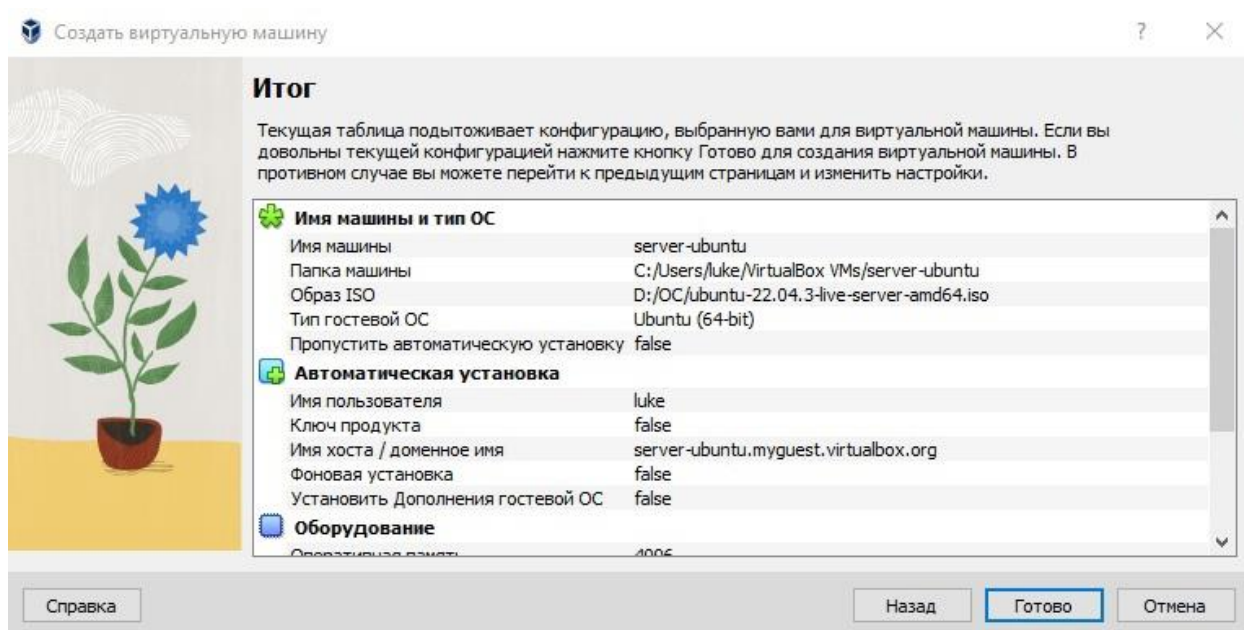 Создать виртуальную машину
Итог
Текущая таблица подытоживает конфигурацию, выбранную вами для виртуальной машины. Если вы
довольны текущей конфигурацией нажмите кнопку Готово для создания виртуальной машины. В
противном случае вы можете перейти к предыдущим страницам и изменить настройки.
Имя машины и тип ОС
Имя машины server-ubuntu
Папка машины C:/Users/luke/VirtualBox VMs/server-ubuntu
Образ ISO D:/ОС/ubuntu-22.04.3-live-server-amd64.iso
Тип гостевой ОС Ubuntu (64-bit)
Пропустить автоматическую установку false
Автоматическая установка
Имя пользователя luke
Ключ продукта false
Имя хоста / доменное имя server-ubuntu.myguest.virtualbox.org
Фоновая установка false
Установить Дополнения гостевой ОС false
Оборудование
Оперативная память
Справка Назад Готово Отмена